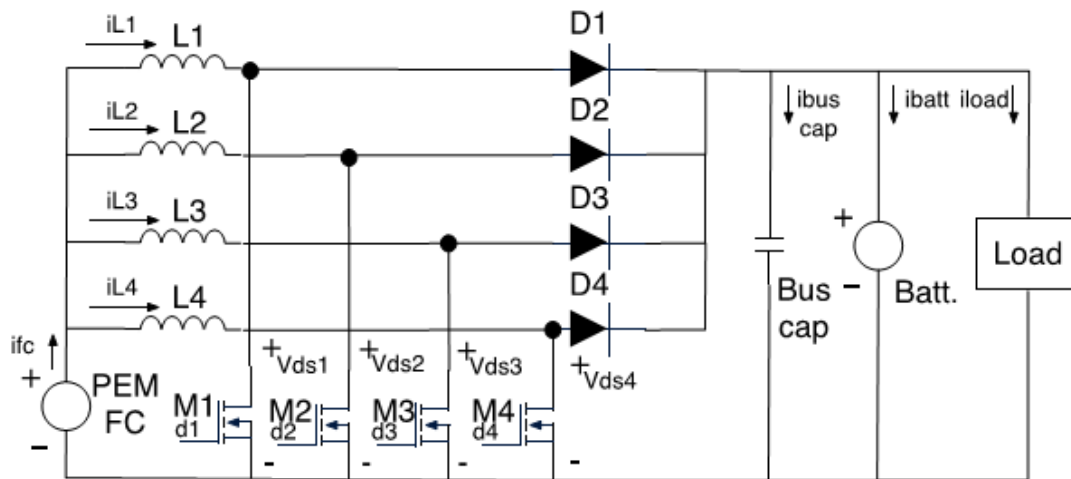 iL1 L1 D1
iL2 L2 D2
ibus cap ibatt iload
iL3 L3 D3
+
iL4 L4 D4
- Batt.
Load
Bus cap
ifc
+ PEM FC -
+ Vds1 + Vds2 + Vds3 + Vds4
M1 M2 M3 M4
d1 d2 d3 d4
- - - -